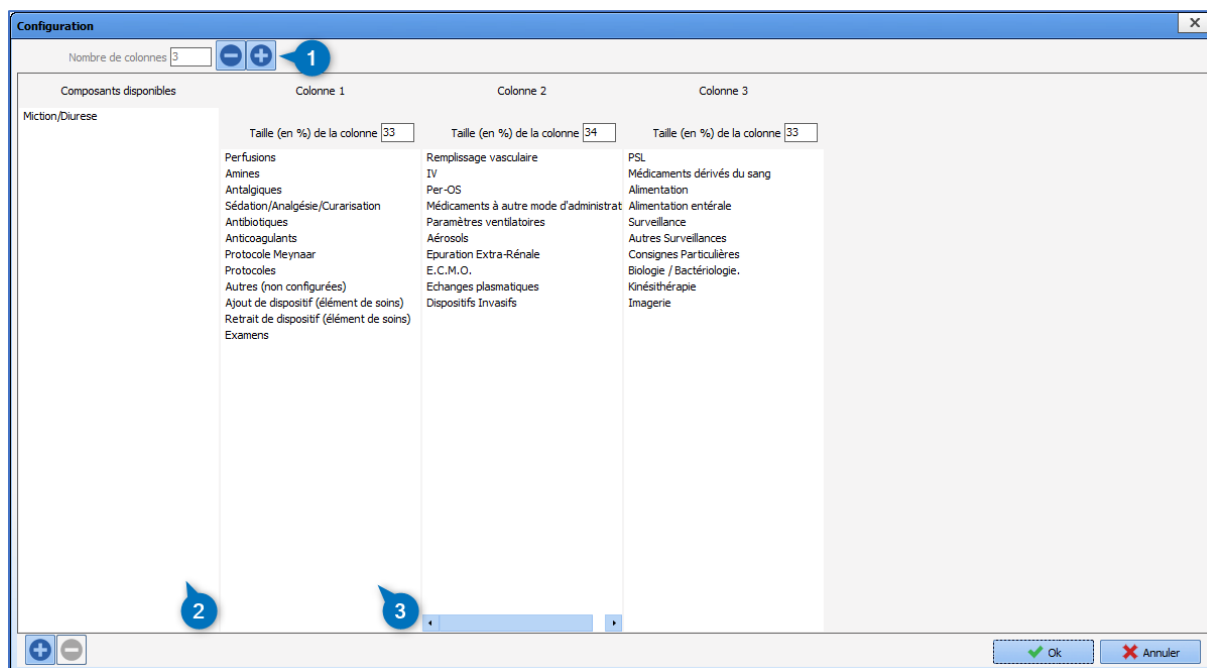 Configuration
Nombre de colonnes 3
1
Composants disponibles
Colonne 1
Colonne 2
Colonne 3
Miction/Diurese
Taille (en %) de la colonne 33
Taille (en %) de la colonne 34
Taille (en %) de la colonne 33
Perfusions
Amines
Antalgiques
Sédation/Analgésie/Curarisation
Antibiotiques
Anticoagulants
Protocole Meynaar
Protocoles
Autres (non configurées)
Ajout de dispositif (élément de soins)
Retrait de dispositif (élément de soins)
Examens
Remplissage vasculaire
IV
Per-OS
Médicaments à autre mode d'administrat
Paramètres ventilatoires
Aérosols
Epuration Extra-Rénale
E.C.M.O.
Echanges plasmatiques
Dispositifs Invasifs
PSL
Médicaments dérivés du sang
Alimentation
Alimentation entérale
Surveillance
Autres Surveillances
Consignes Particulières
Biologie / Bactériologie.
Kinésithérapie
Imagerie
2
3
Ok
Annuler